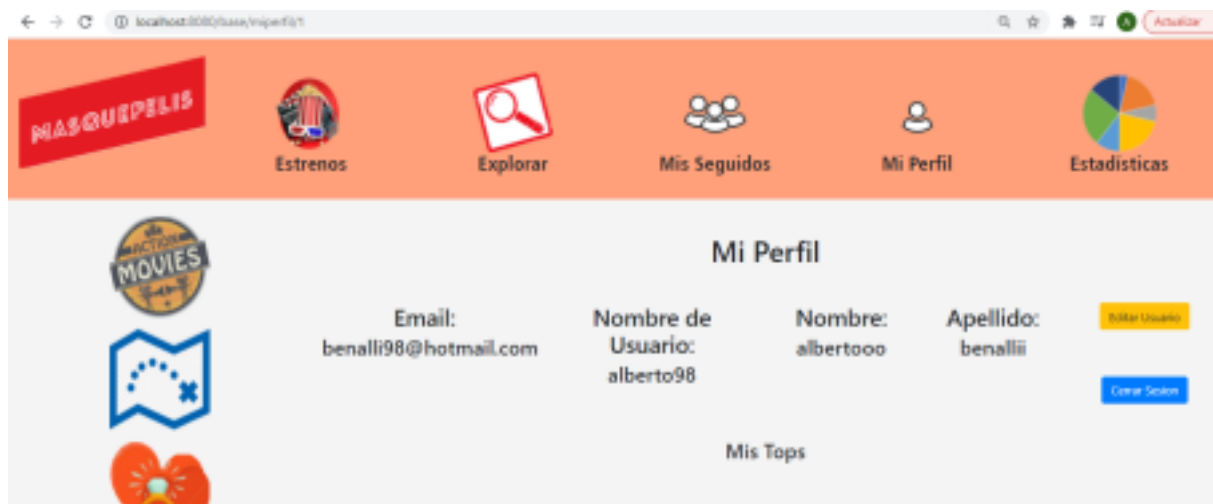 localhost:8080/base/miperfil/1
Actualizar
MASQUEPELIS
Estrenos
Explorar
Mis Seguidos
Mi Perfil
Estadísticas
ACTION
MOVIES
Mi Perfil
Email:
benalli98@hotmail.com
Nombre de
Usuario:
alberto98
Nombre:
albertooo
Apellido:
benallii
Editar Usuario
Cerrar Sesion
Mis Tops